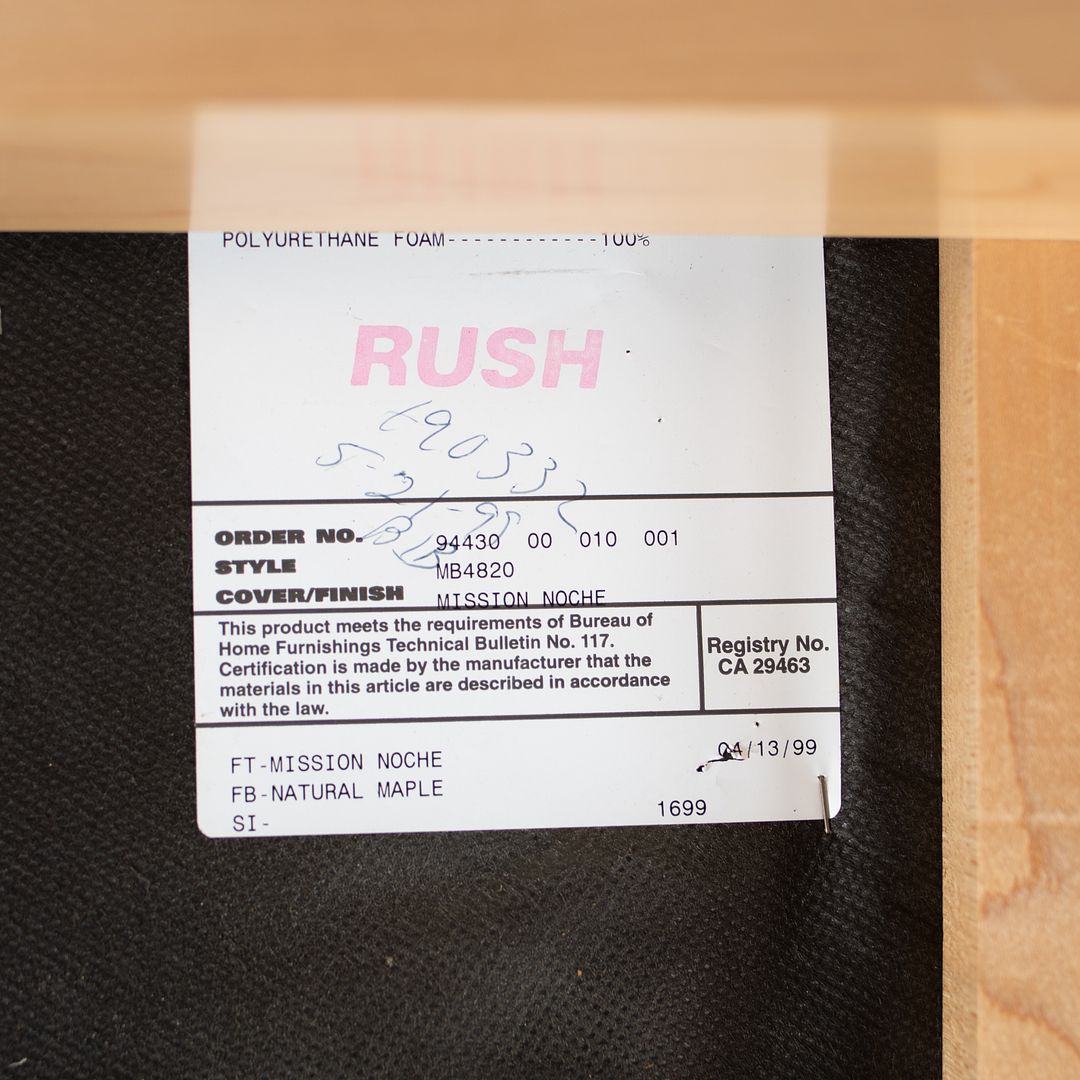 POLYURETHANE FOAM------------100%
RUSH
5-21-99
ORDER NO. 94430 00 010 001
STYLE MB4820
COVER/FINISH MISSION NOCHE
This product meets the requirements of Bureau of
Home Furnishings Technical Bulletin No. 117.
Certification is made by the manufacturer that the
materials in this article are described in accordance
with the law.
Registry No.
CA 29463
04/13/99
FT-MISSION NOCHE
FB-NATURAL MAPLE
SI-
1699